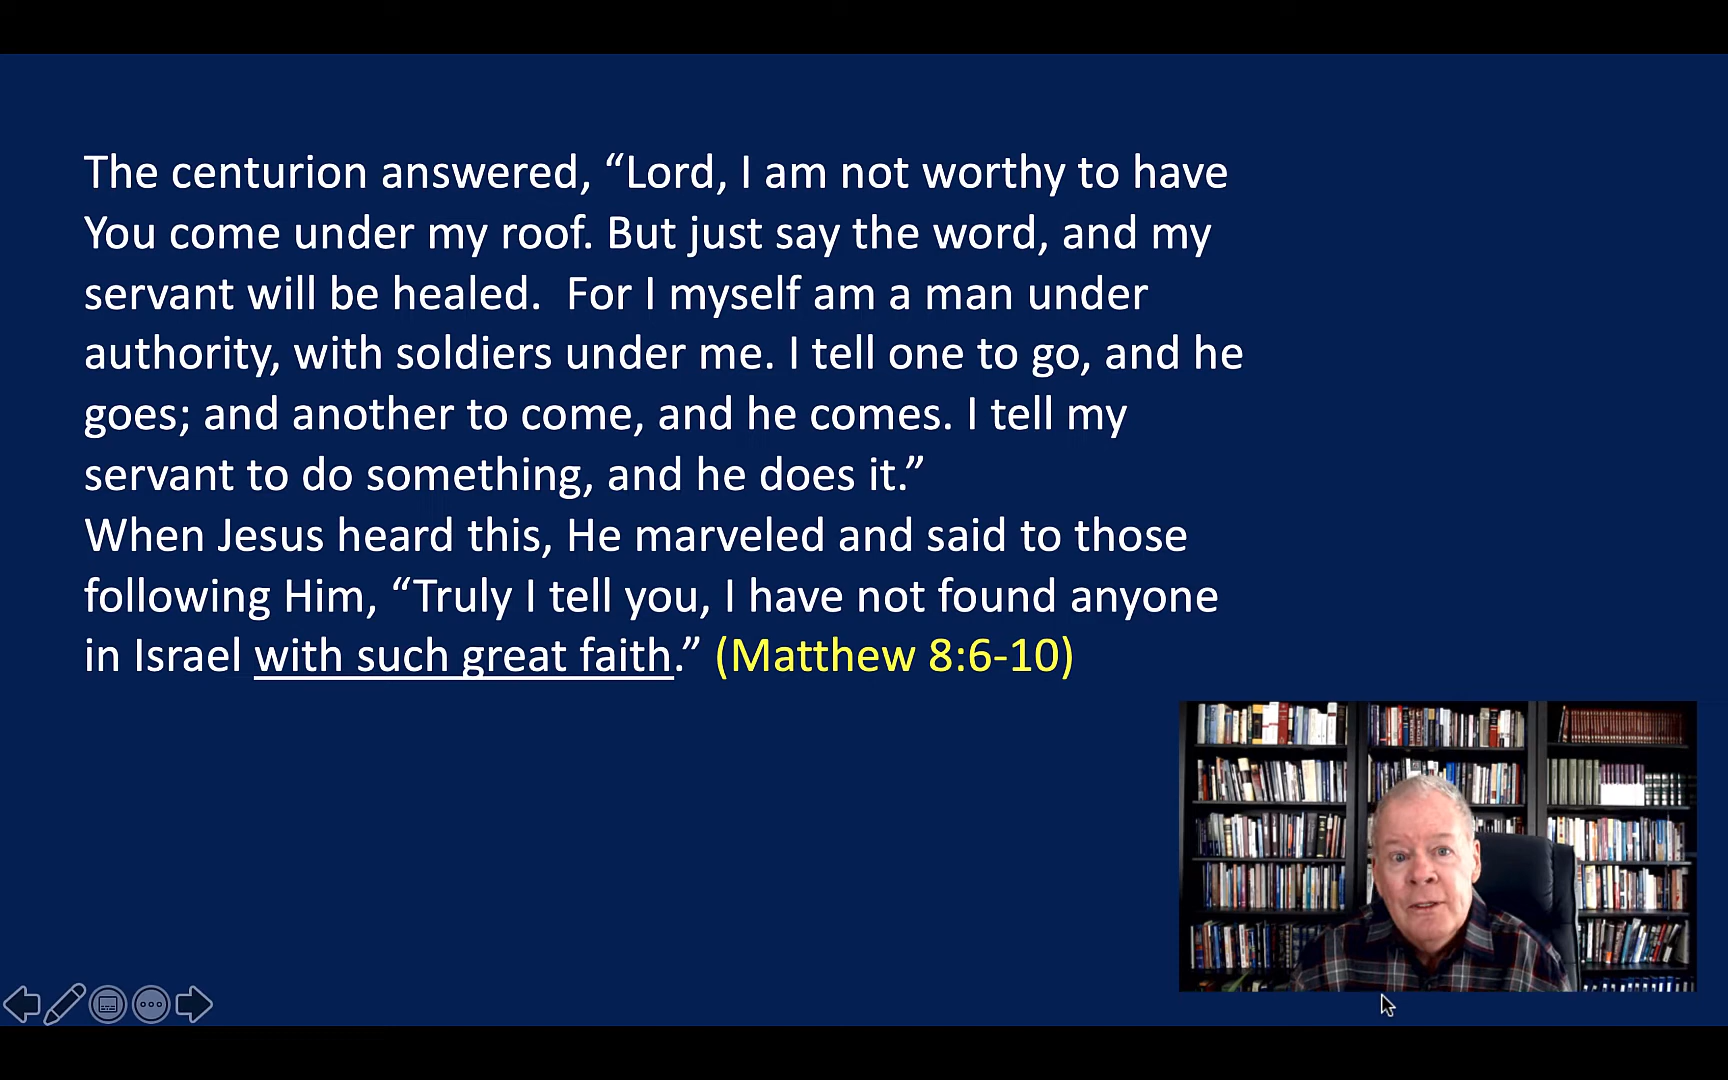 The centurion answered, “Lord, I am not worthy to have
You come under my roof. But just say the word, and my
servant will be healed.  For I myself am a man under
authority, with soldiers under me. I tell one to go, and he
goes; and another to come, and he comes. I tell my
servant to do something, and he does it.”
When Jesus heard this, He marveled and said to those
following Him, “Truly I tell you, I have not found anyone
in Israel with such great faith.” (Matthew 8:6-10)